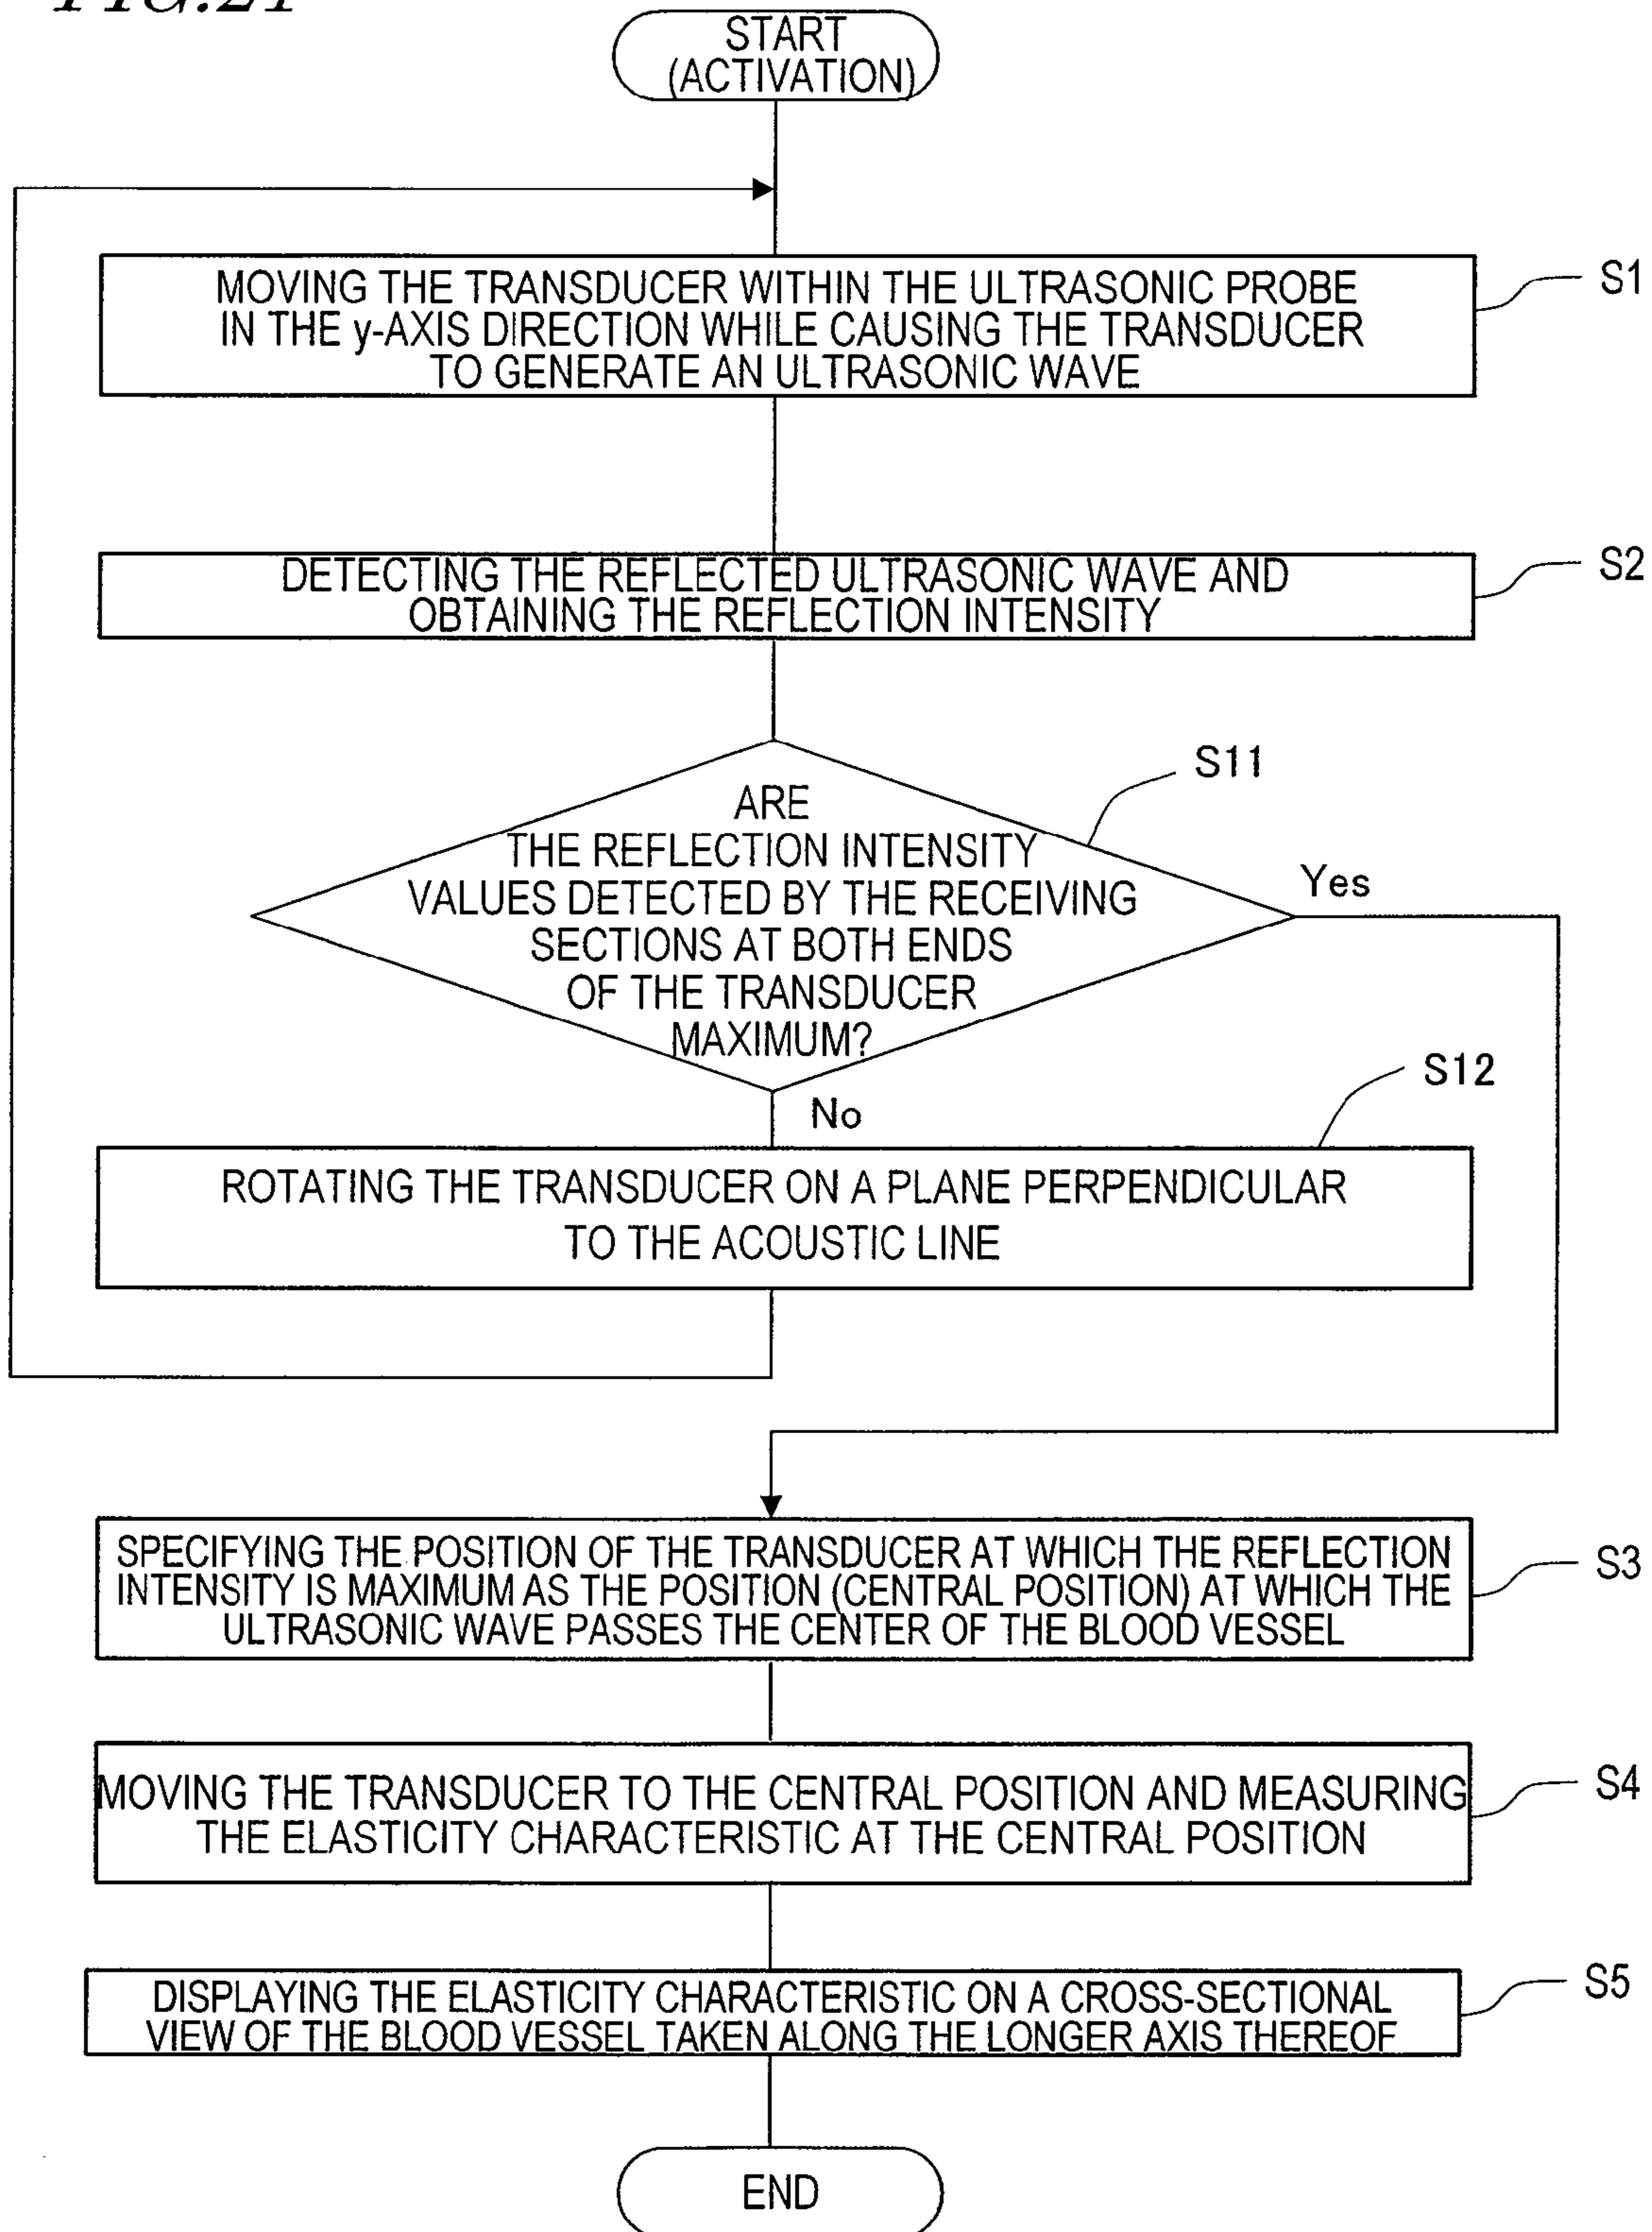 FIG.21
START
(ACTIVATION)
MOVING THE TRANSDUCER WITHIN THE ULTRASONIC PROBE
IN THE y-AXIS DIRECTION WHILE CAUSING THE TRANSDUCER
TO GENERATE AN ULTRASONIC WAVE
S1
DETECTING THE REFLECTED ULTRASONIC WAVE AND
OBTAINING THE REFLECTION INTENSITY
S2
S11
ARE
THE REFLECTION INTENSITY
VALUES DETECTED BY THE RECEIVING
SECTIONS AT BOTH ENDS
OF THE TRANSDUCER
MAXIMUM?
Yes
No
S12
ROTATING THE TRANSDUCER ON A PLANE PERPENDICULAR
TO THE ACOUSTIC LINE
SPECIFYING THE POSITION OF THE TRANSDUCER AT WHICH THE REFLECTION
INTENSITY IS MAXIMUM AS THE POSITION (CENTRAL POSITION) AT WHICH THE
ULTRASONIC WAVE PASSES THE CENTER OF THE BLOOD VESSEL
S3
MOVING THE TRANSDUCER TO THE CENTRAL POSITION AND MEASURING
THE ELASTICITY CHARACTERISTIC AT THE CENTRAL POSITION
S4
DISPLAYING THE ELASTICITY CHARACTERISTIC ON A CROSS-SECTIONAL
VIEW OF THE BLOOD VESSEL TAKEN ALONG THE LONGER AXIS THEREOF
S5
END